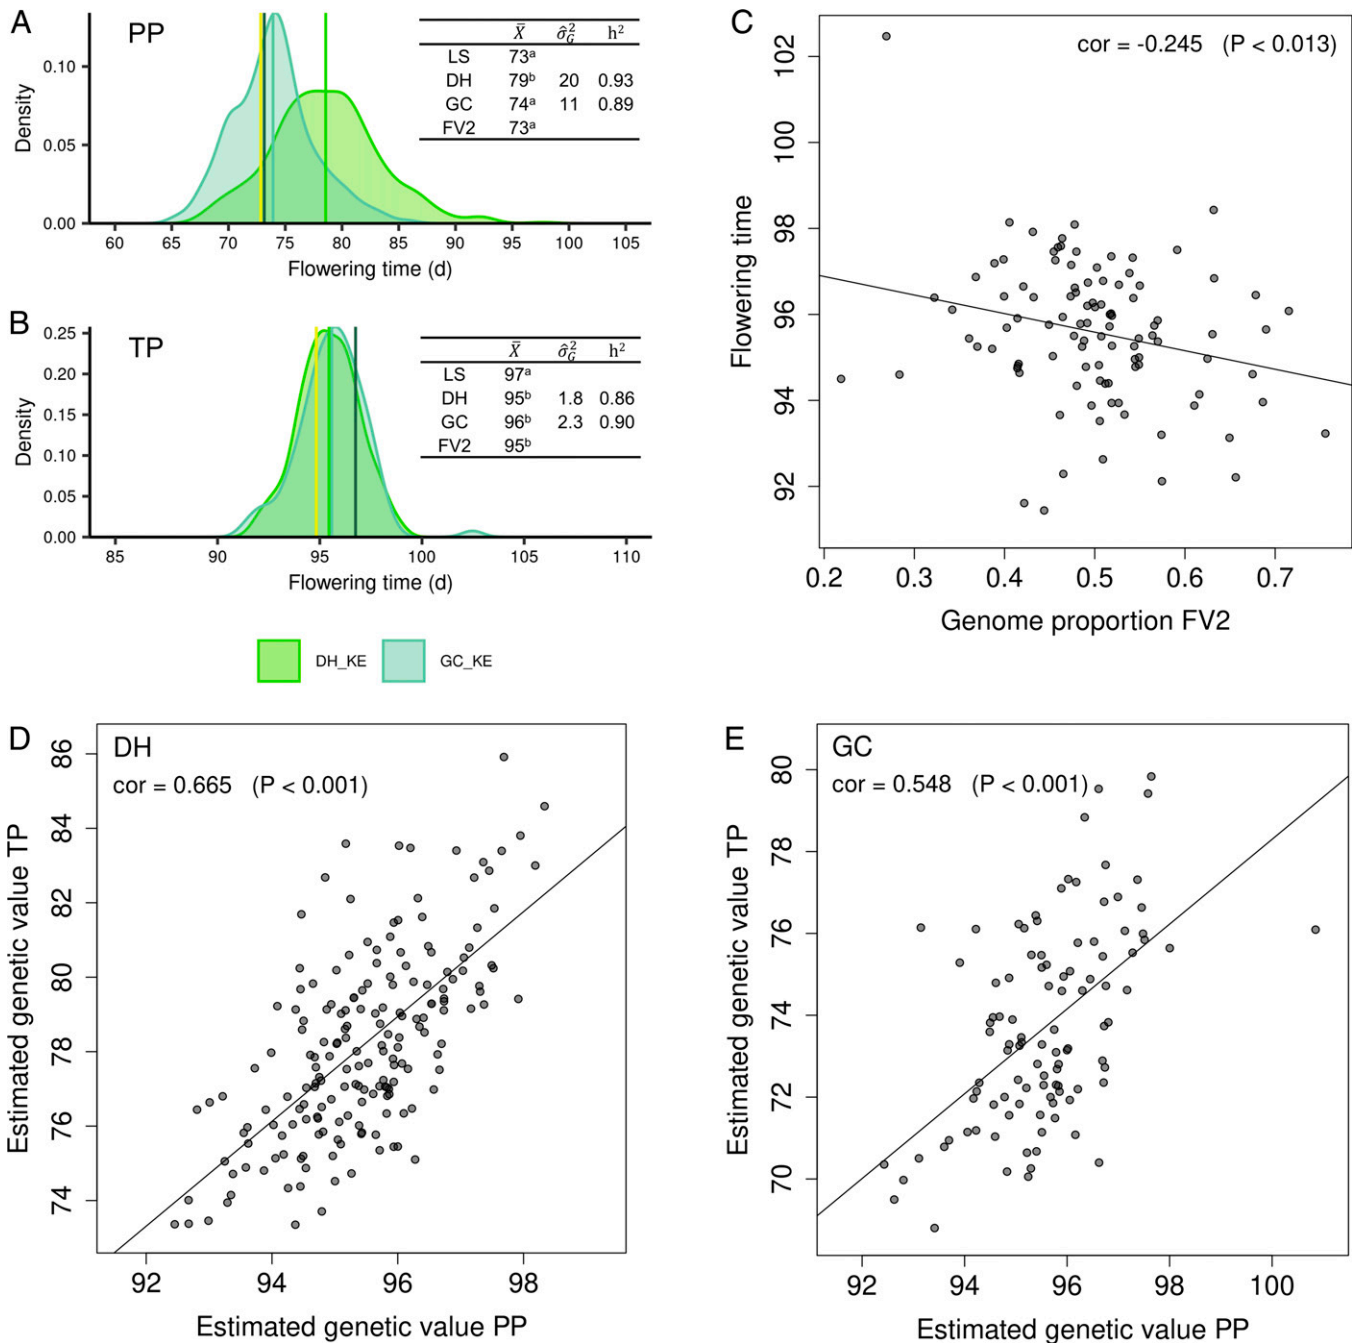 A
PP
X̄ σ̂²G h²
LS 73ᵃ
DH 79ᵇ 20 0.93
GC 74ᵃ 11 0.89
FV2 73ᵃ
Density
0.10
0.05
0.00
60 65 70 75 80 85 90 95 100 105
Flowering time (d)
B
TP
X̄ σ̂²G h²
LS 97ᵃ
DH 95ᵇ 1.8 0.86
GC 96ᵇ 2.3 0.90
FV2 95ᵇ
Density
0.25
0.20
0.15
0.10
0.05
0.00
85 90 95 100 105 110
Flowering time (d)
DH_KE GC_KE
C
cor = -0.245 (P < 0.013)
Flowering time
102
100
98
96
94
92
0.2 0.3 0.4 0.5 0.6 0.7
Genome proportion FV2
D
DH
cor = 0.665 (P < 0.001)
Estimated genetic value TP
86
84
82
80
78
76
74
92 94 96 98
Estimated genetic value PP
E
GC
cor = 0.548 (P < 0.001)
Estimated genetic value TP
80
78
76
74
72
70
92 94 96 98 100
Estimated genetic value PP